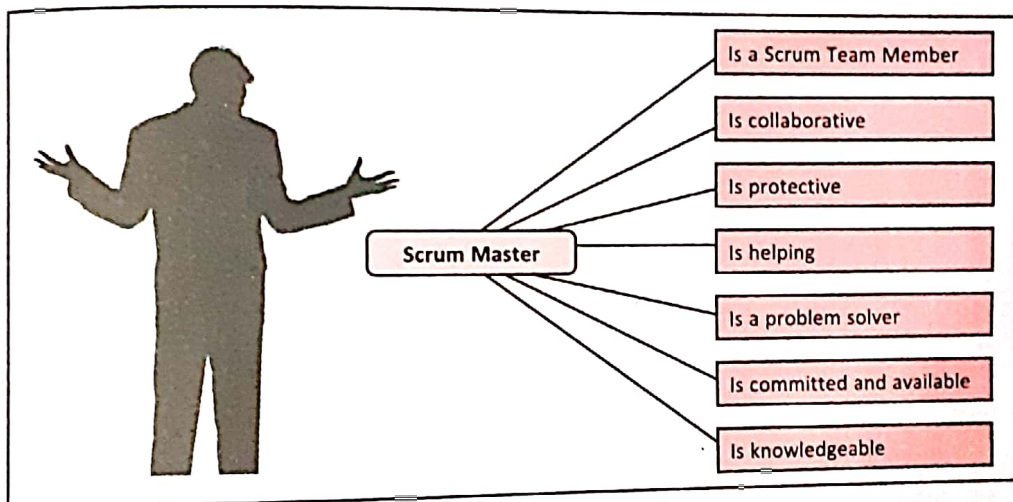 Is a Scrum Team Member
Is collaborative
Is protective
Scrum Master
Is helping
Is a problem solver
Is committed and available
Is knowledgeable